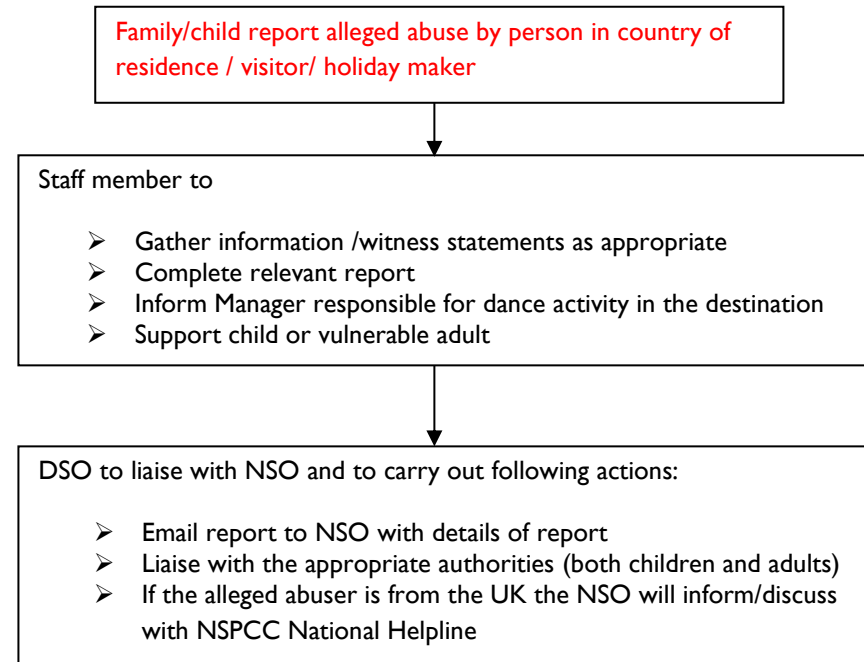 Family/child report alleged abuse by person in country of
residence / visitor/ holiday maker
Staff member to
➢ Gather information /witness statements as appropriate
➢ Complete relevant report
➢ Inform Manager responsible for dance activity in the destination
➢ Support child or vulnerable adult
DSO to liaise with NSO and to carry out following actions:
➢ Email report to NSO with details of report
➢ Liaise with the appropriate authorities (both children and adults)
➢ If the alleged abuser is from the UK the NSO will inform/discuss
with NSPCC National Helpline